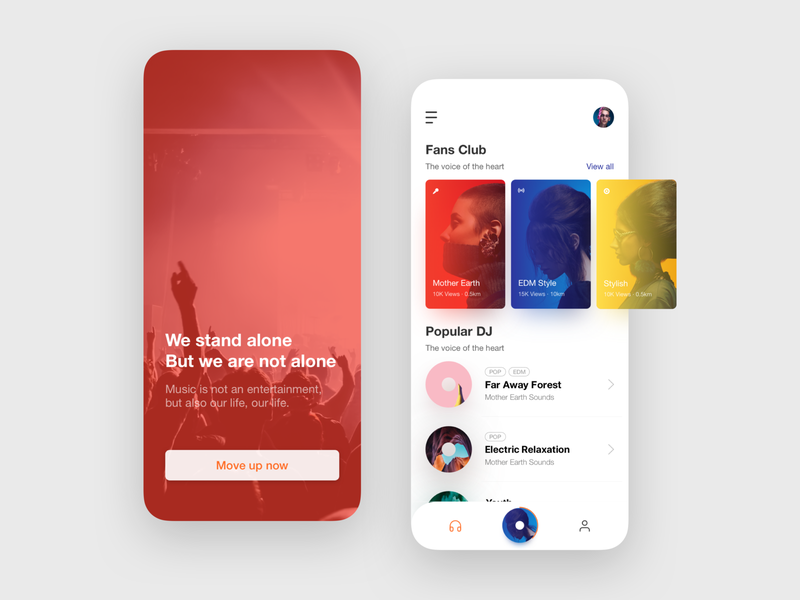 We stand alone
But we are not alone
Music is not an entertainment,
but also our life, our life.
Move up now
Fans Club
The voice of the heart
View all
Mother Earth
10K Views · 0.5km
EDM Style
15K Views · 10km
Stylish
10K Views · 0.5km
Popular DJ
The voice of the heart
POP EDM
Far Away Forest
Mother Earth Sounds
POP
Electric Relaxation
Mother Earth Sounds
Youth